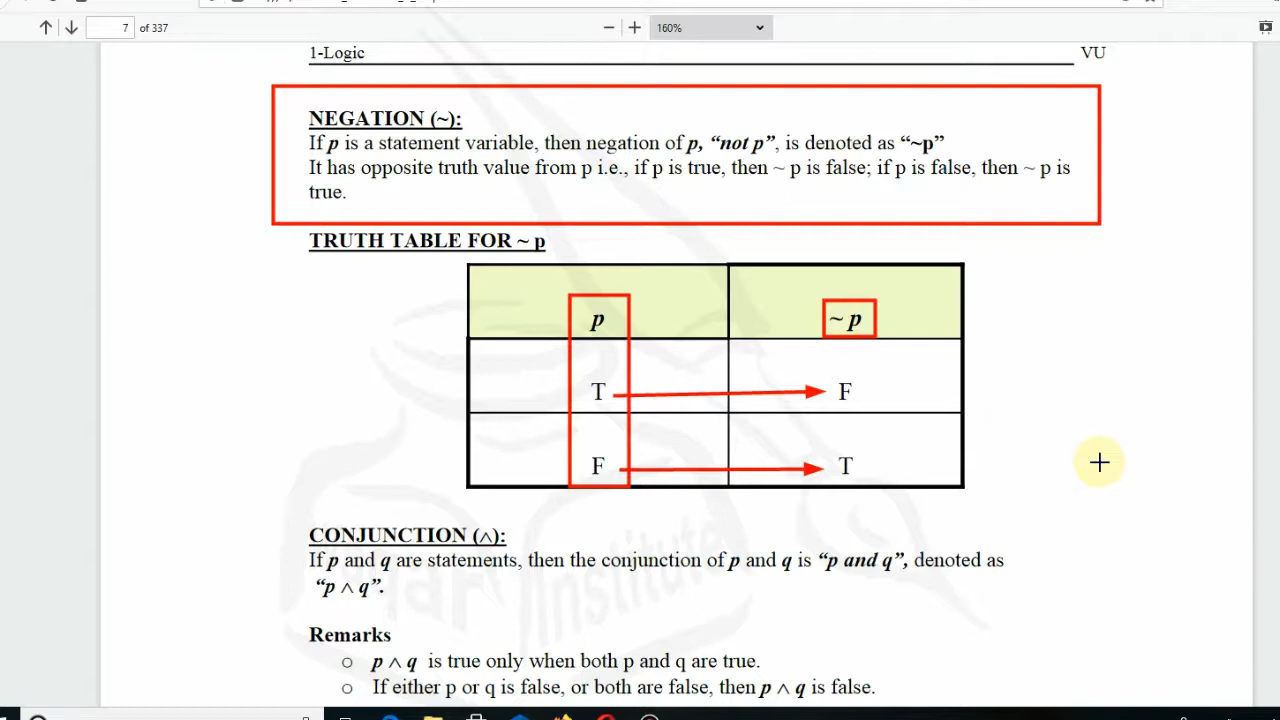 7 of 337 160%
1-Logic VU
NEGATION (~):
If p is a statement variable, then negation of p, “not p”, is denoted as “~p”
It has opposite truth value from p i.e., if p is true, then ~ p is false; if p is false, then ~ p is
true.
TRUTH TABLE FOR ~ p
p ~ p
T F
F T
CONJUNCTION (∧):
If p and q are statements, then the conjunction of p and q is “p and q”, denoted as
“p ∧ q”.
Remarks
○ p ∧ q is true only when both p and q are true.
○ If either p or q is false, or both are false, then p ∧ q is false.
Institute